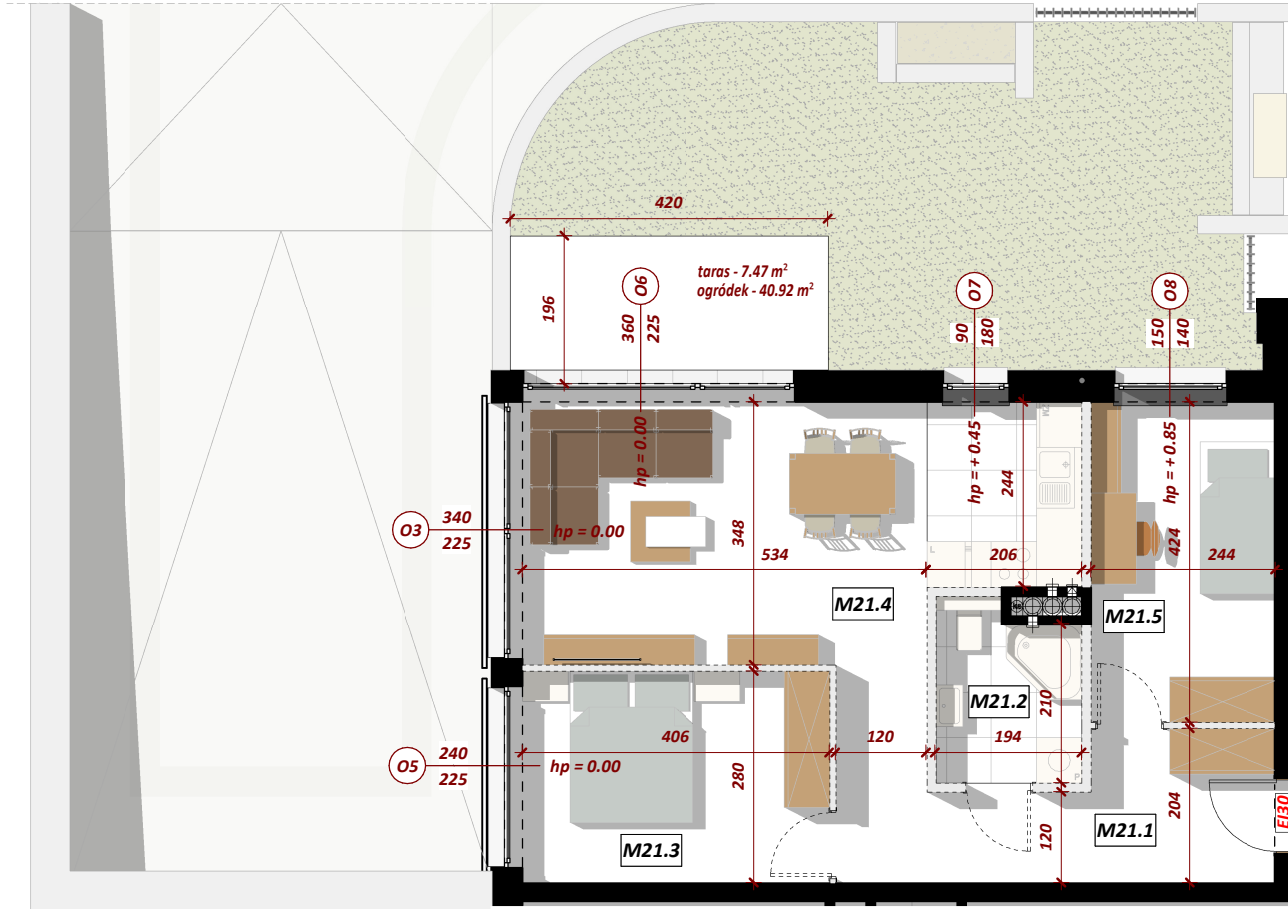 420
taras - 7.47 m²
ogródek - 40.92 m²
196
O6
360
225
O7
90
180
O8
150
140
hp = 0.00
hp = + 0.45
hp = + 0.85
244
ZM
O3
340
225
hp = 0.00
348
534
206
424
244
L
M21.4
M21.5
M21.2
210
406
120
194
O5
240
225
hp = 0.00
280
P
204
M21.3
120
M21.1
EI30